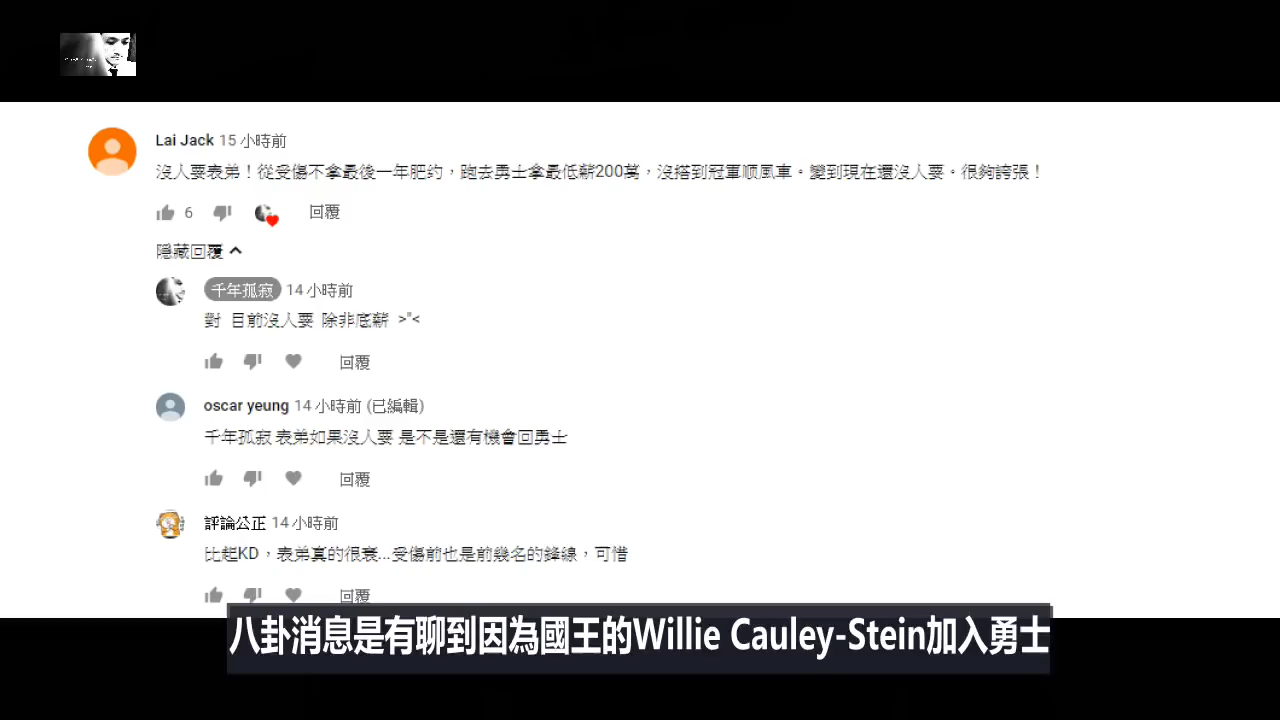 Lai Jack 15 小時前
沒人要表弟！從受傷不拿最後一年肥約，跑去勇士拿最低薪200萬，沒搭到冠軍順風車。變到現在還沒人要。很夠誇張！
6 回覆
隱藏回覆
千年孤寂 14 小時前
對 目前沒人要 除非底薪 >"<
回覆
oscar yeung 14 小時前 (已編輯)
千年孤寂 表弟如果沒人要 是不是還有機會回勇士
回覆
評論公正 14 小時前
比起KD，表弟真的很衰...受傷前也是前幾名的鋒線，可惜
回覆
八卦消息是有聊到因為國王的Willie Cauley-Stein加入勇士